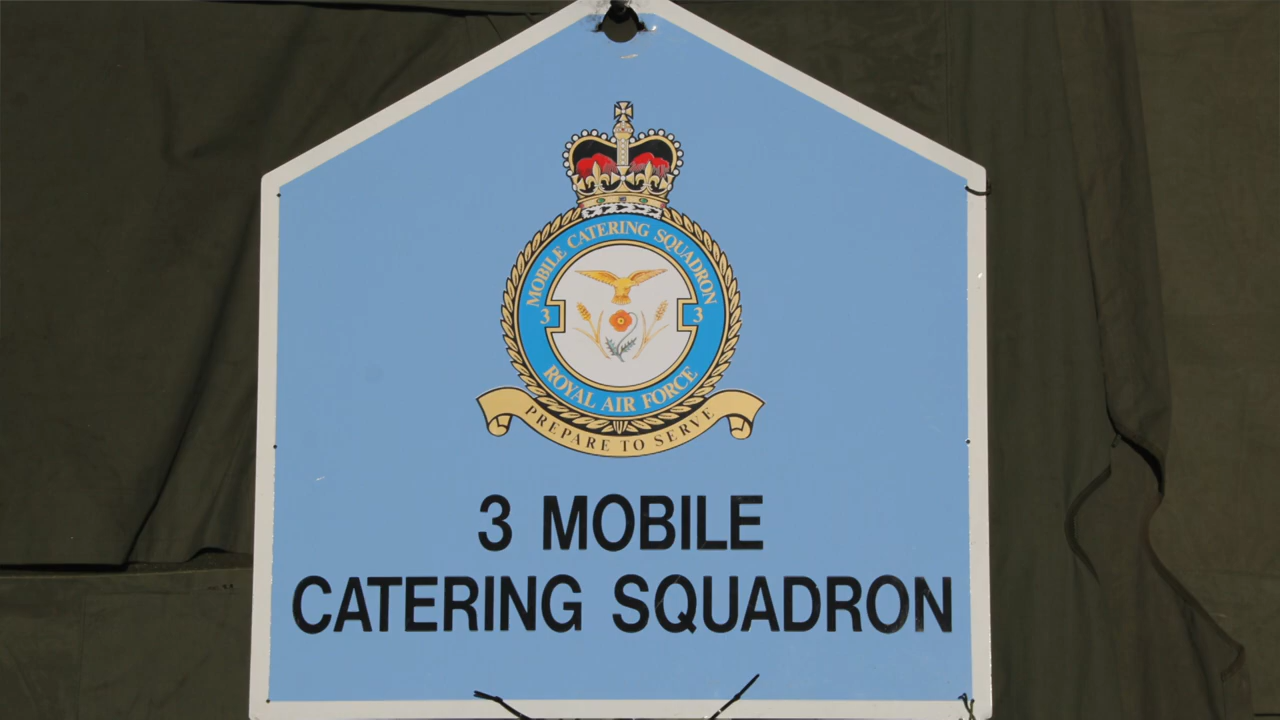 MOBILE CATERING SQUADRON
3 3
ROYAL AIR FORCE
PREPARE TO SERVE
3 MOBILE
CATERING SQUADRON